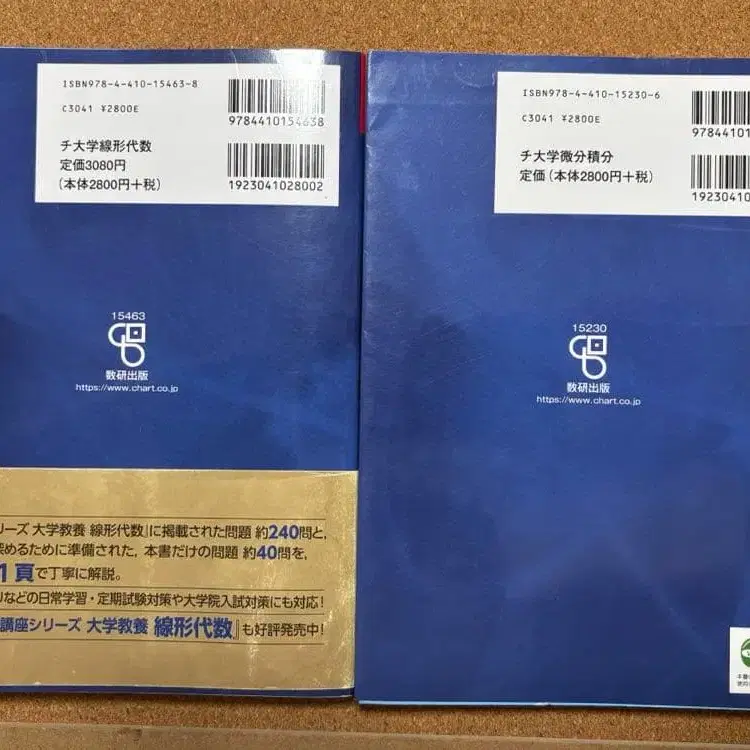 ISBN978-4-410-15463-8
C3041 ¥2800E
9784410154638
チ大学線形代数
定価3080円
(本体2800円+税)
1923041028002
15463
数研出版
https://www.chart.co.jp
リーズ 大学教養 線形代数』に掲載された問題 約240問と,
めるために準備された, 本書だけの問題 約40問を,
1頁で丁寧に解説。
などの日常学習・定期試験対策や大学院入試対策にも対応!
講座シリーズ 大学教養 線形代数』も好評発売中!
ISBN978-4-410-15230-6
C3041 ¥2800E
978441
チ大学微分積分
定価(本体2800円+税)
19230410
15230
数研出版
https://www.chart.co.jp